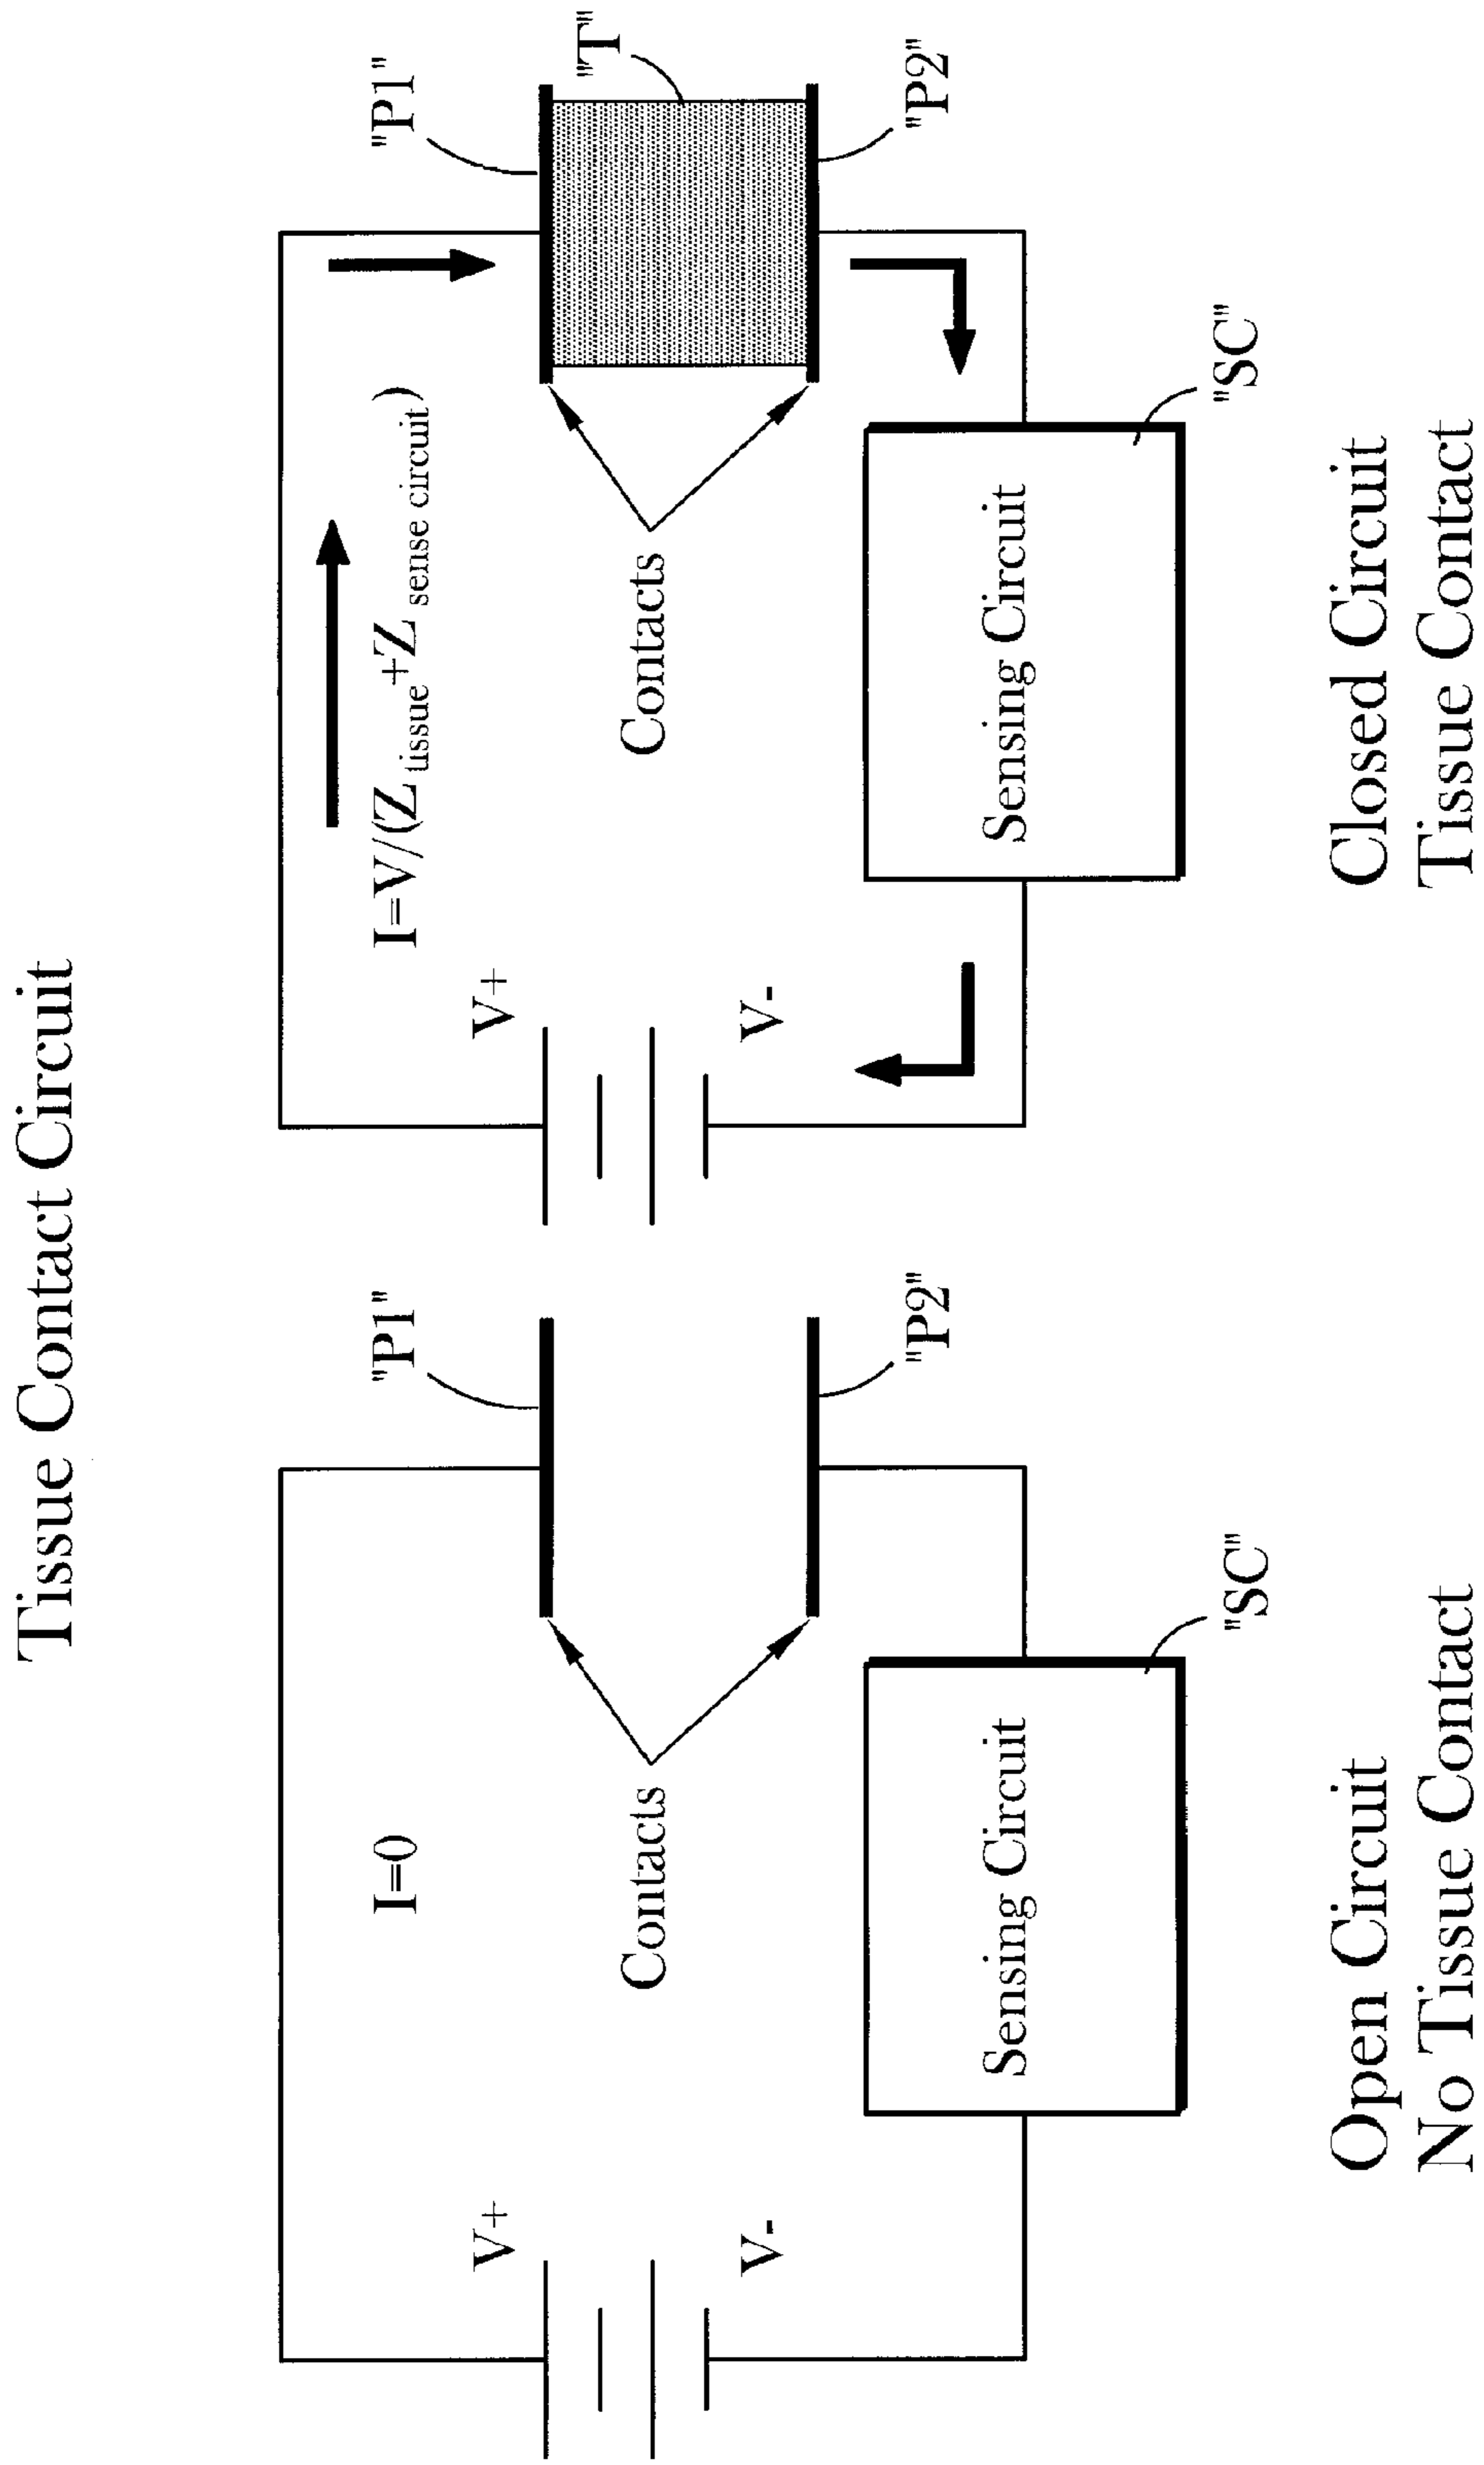 Tissue Contact Circuit
I=0
"P1"
V+
Contacts
V-
"P2"
Sensing Circuit
"SC"
Open Circuit
No Tissue Contact
I=V/(Z tissue+Z sense circuit)
"P1"
V+
"T"
Contacts
V-
"P2"
Sensing Circuit
"SC"
Closed Circuit
Tissue Contact